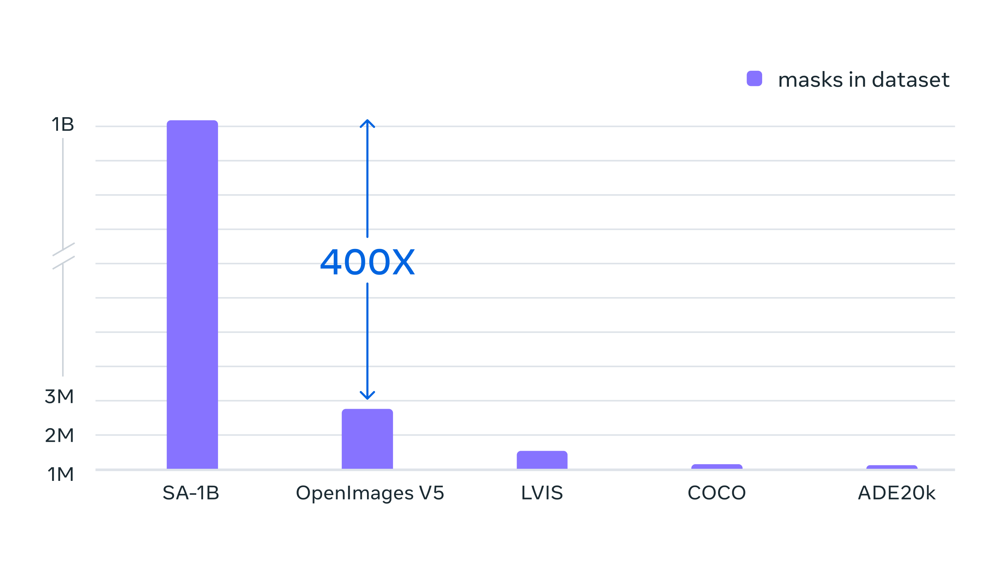 masks in dataset
1B
400X
3M
2M
1M
SA-1B
OpenImages V5
LVIS
COCO
ADE20k